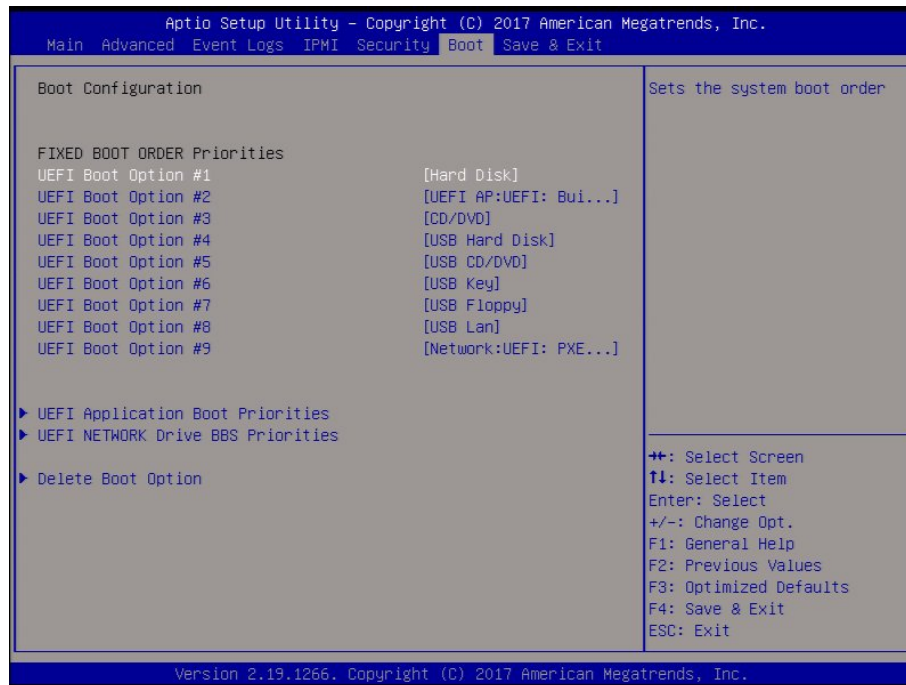 Aptio Setup Utility – Copyright (C) 2017 American Megatrends, Inc.
Main Advanced Event Logs IPMI Security Boot Save & Exit
Boot Configuration
FIXED BOOT ORDER Priorities
UEFI Boot Option #1 [Hard Disk]
UEFI Boot Option #2 [UEFI AP:UEFI: Bui...]
UEFI Boot Option #3 [CD/DVD]
UEFI Boot Option #4 [USB Hard Disk]
UEFI Boot Option #5 [USB CD/DVD]
UEFI Boot Option #6 [USB Key]
UEFI Boot Option #7 [USB Floppy]
UEFI Boot Option #8 [USB Lan]
UEFI Boot Option #9 [Network:UEFI: PXE...]
▶ UEFI Application Boot Priorities
▶ UEFI NETWORK Drive BBS Priorities
▶ Delete Boot Option
Sets the system boot order
→←: Select Screen
↑↓: Select Item
Enter: Select
+/-: Change Opt.
F1: General Help
F2: Previous Values
F3: Optimized Defaults
F4: Save & Exit
ESC: Exit
Version 2.19.1266. Copyright (C) 2017 American Megatrends, Inc.